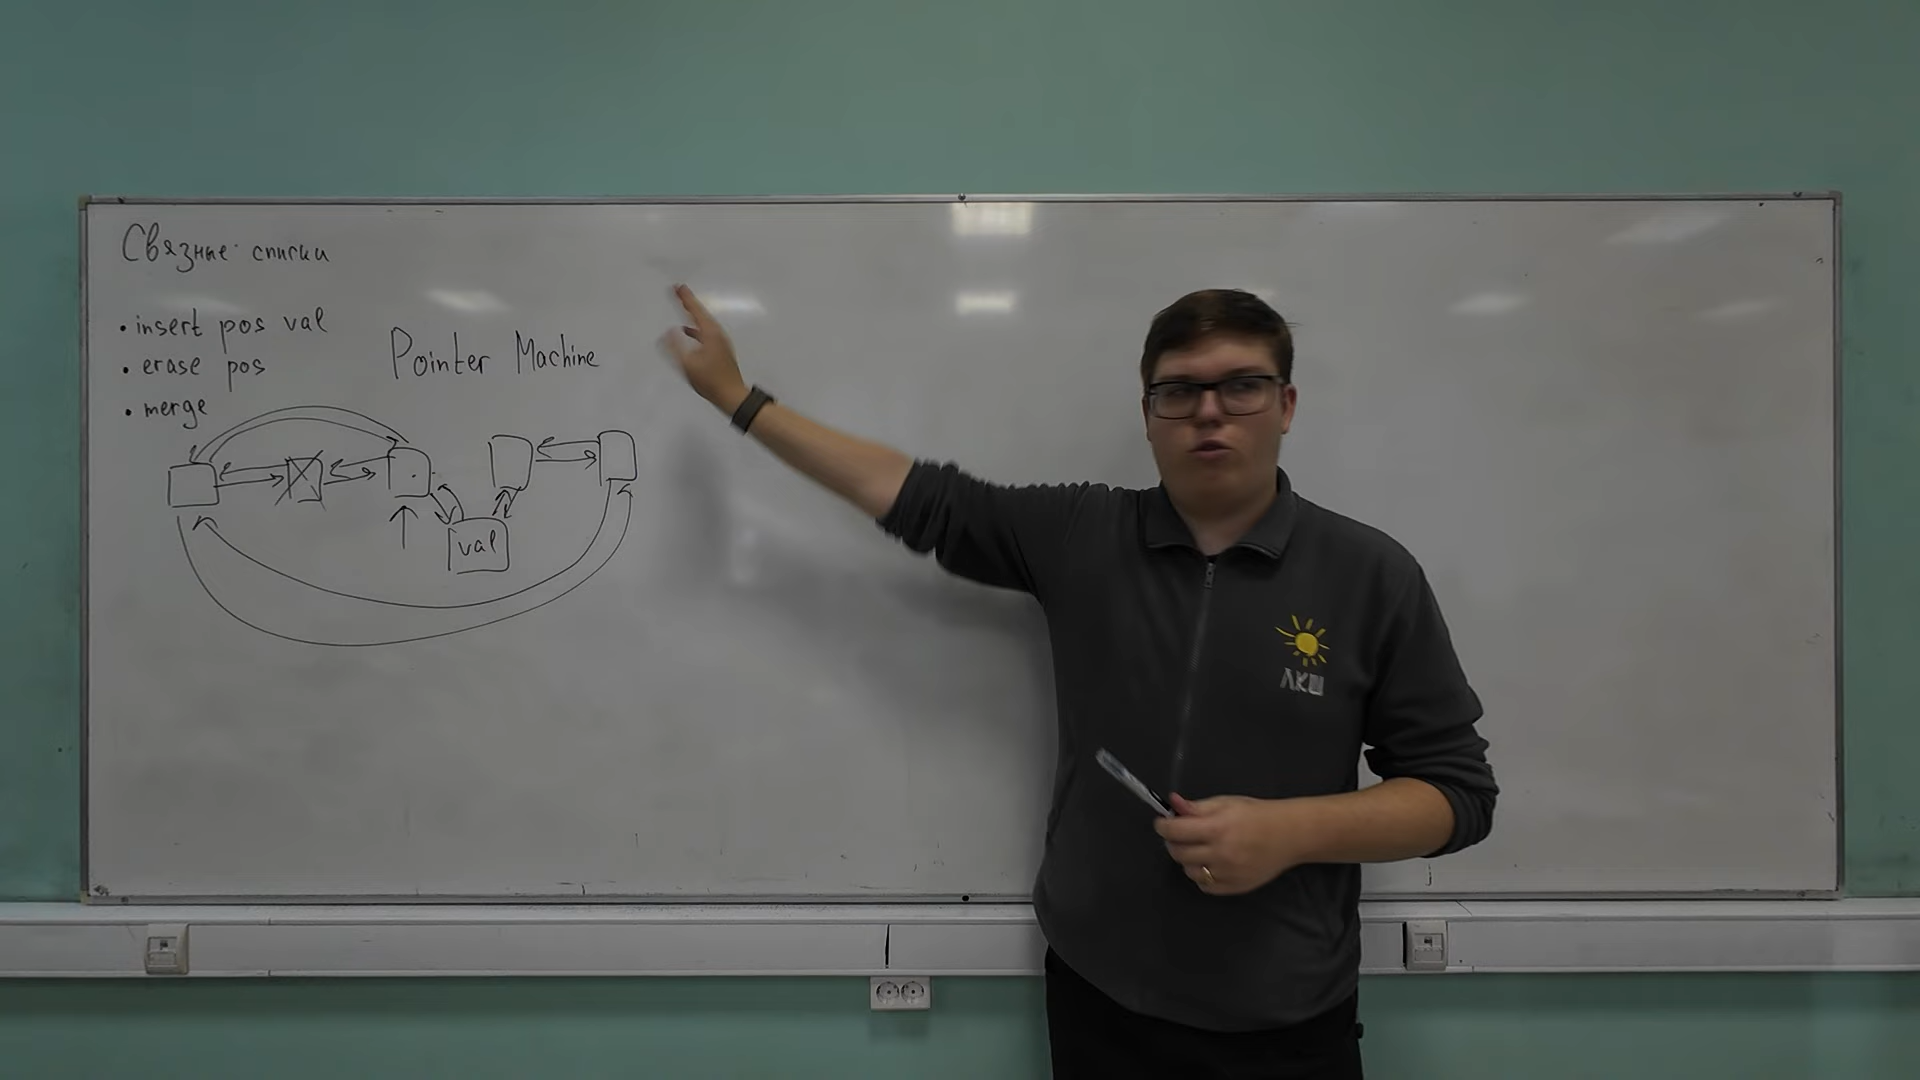 Связные списки
• insert pos val
• erase pos
• merge
Pointer Machine
val
ЛКШ